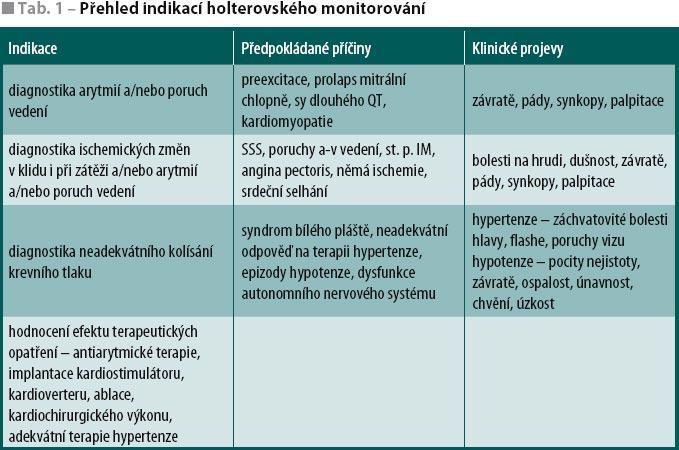 Tab. 1 – Přehled indikací holterovského monitorování
Indikace
Předpokládané příčiny
Klinické projevy
diagnostika arytmií a/nebo poruch
vedení
preexcitace, prolaps mitrální
chlopně, sy dlouhého QT,
kardiomyopatie
závratě, pády, synkopy, palpitace
diagnostika ischemických změn
v klidu i při zátěži a/nebo arytmií
a/nebo poruch vedení
SSS, poruchy a-v vedení, st. p. IM,
angina pectoris, němá ischemie,
srdeční selhání
bolesti na hrudi, dušnost, závratě,
pády, synkopy, palpitace
diagnostika neadekvátního kolísání
krevního tlaku
syndrom bílého pláště, neadekvátní
odpověď na terapii hypertenze,
epizody hypotenze, dysfunkce
autonomního nervového systému
hypertenze – záchvatovité bolesti
hlavy, flashe, poruchy vizu
hypotenze – pocity nejistoty,
závratě, ospalost, únavnost,
chvění, úzkost
hodnocení efektu terapeutických
opatření – antiarytmické terapie,
implantace kardiostimulátoru,
kardioverteru, ablace,
kardiochirurgického výkonu,
adekvátní terapie hypertenze